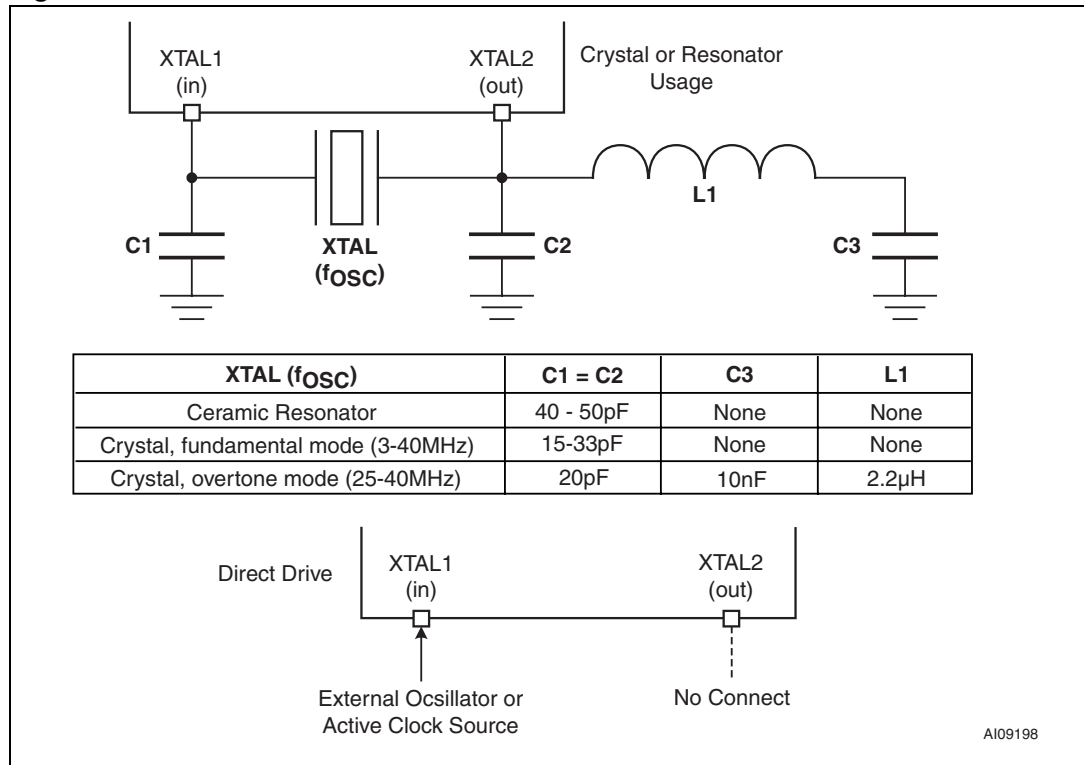 XTAL1
(in)
XTAL2
(out)
Crystal or Resonator
Usage
L1
C1
XTAL
(fOSC)
C2
C3
XTAL (fOSC) C1 = C2 C3 L1
Ceramic Resonator 40 - 50pF None None
Crystal, fundamental mode (3-40MHz) 15-33pF None None
Crystal, overtone mode (25-40MHz) 20pF 10nF 2.2µH
Direct Drive
XTAL1
(in)
XTAL2
(out)
External Ocsillator or
Active Clock Source
No Connect
AI09198